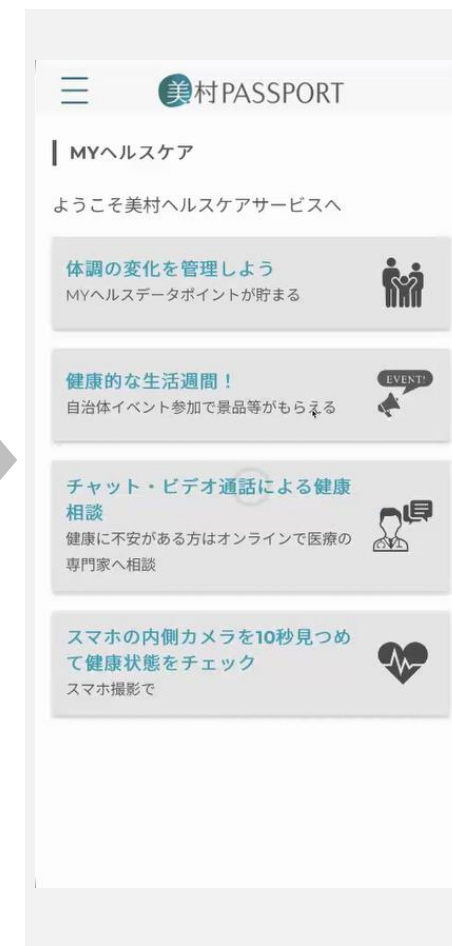 美村PASSPORT
MYヘルスケア
ようこそ美村ヘルスケアサービスへ
体調の変化を管理しよう
MYヘルスデータポイントが貯まる
健康的な生活週間！
EVENT!
自治体イベント参加で景品等がもらえる
チャット・ビデオ通話による健康
相談
健康に不安がある方はオンラインで医療の
専門家へ相談
スマホの内側カメラを10秒見つめ
て健康状態をチェック
スマホ撮影で